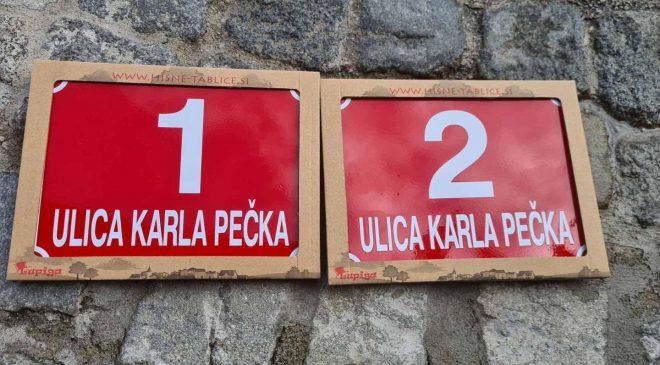 WWW.HISNE-TABLICE.SI
1
ULICA KARLA PEČKA
Lupiga
WWW.HISNE-TABLICE.SI
2
ULICA KARLA PEČKA
Lupiga